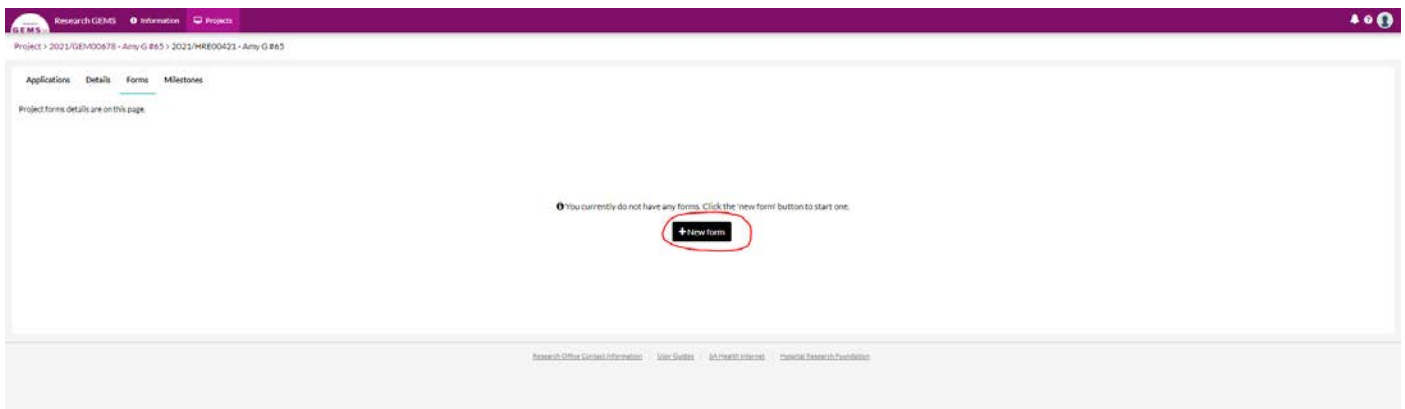 GEMS
Research GEMS Information Projects
Project > 2021/GEM00678 - Amy G #65 > 2021/HRE00421 - Amy G #65
Applications Details Forms Milestones
Project forms details are on this page.
You currently do not have any forms. Click the 'new form' button to start one.
+ New form
Research Office Contact Information | User Guides | SA Health Internet | Hospital Research Foundation